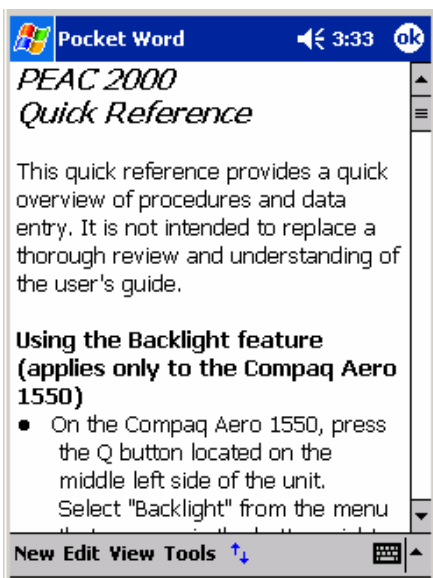 Pocket Word 3:33 ok
PEAC 2000
Quick Reference
This quick reference provides a quick
overview of procedures and data
entry. It is not intended to replace a
thorough review and understanding of
the user's guide.
Using the Backlight feature
(applies only to the Compaq Aero
1550)
● On the Compaq Aero 1550, press
the Q button located on the
middle left side of the unit.
Select "Backlight" from the menu
New Edit View Tools